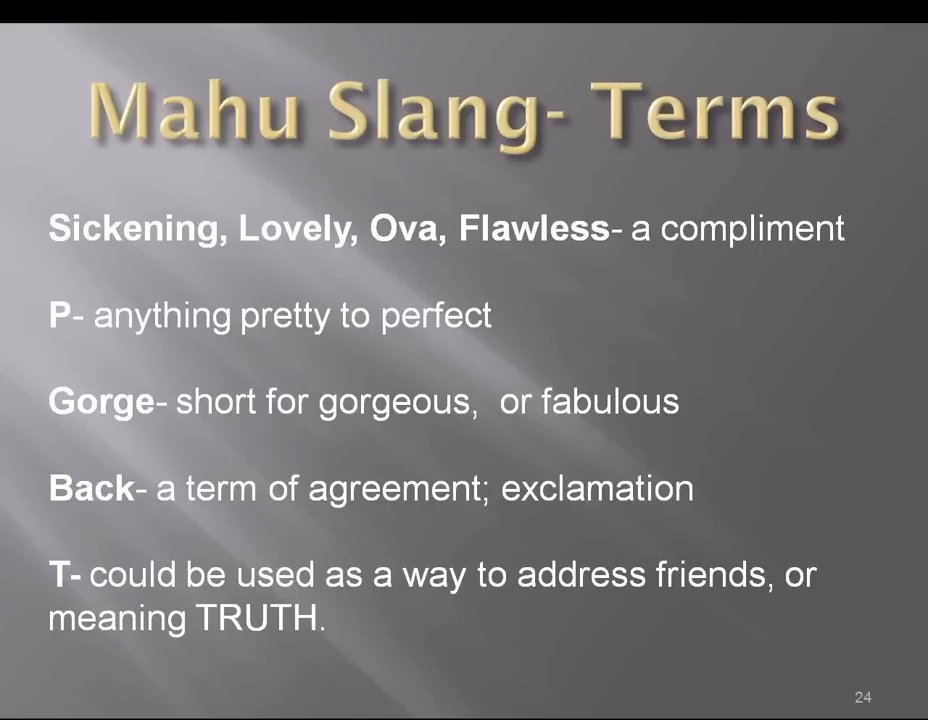 Mahu Slang- Terms
Sickening, Lovely, Ova, Flawless- a compliment
P- anything pretty to perfect
Gorge- short for gorgeous,  or fabulous
Back- a term of agreement; exclamation
T- could be used as a way to address friends, or
meaning TRUTH.
24